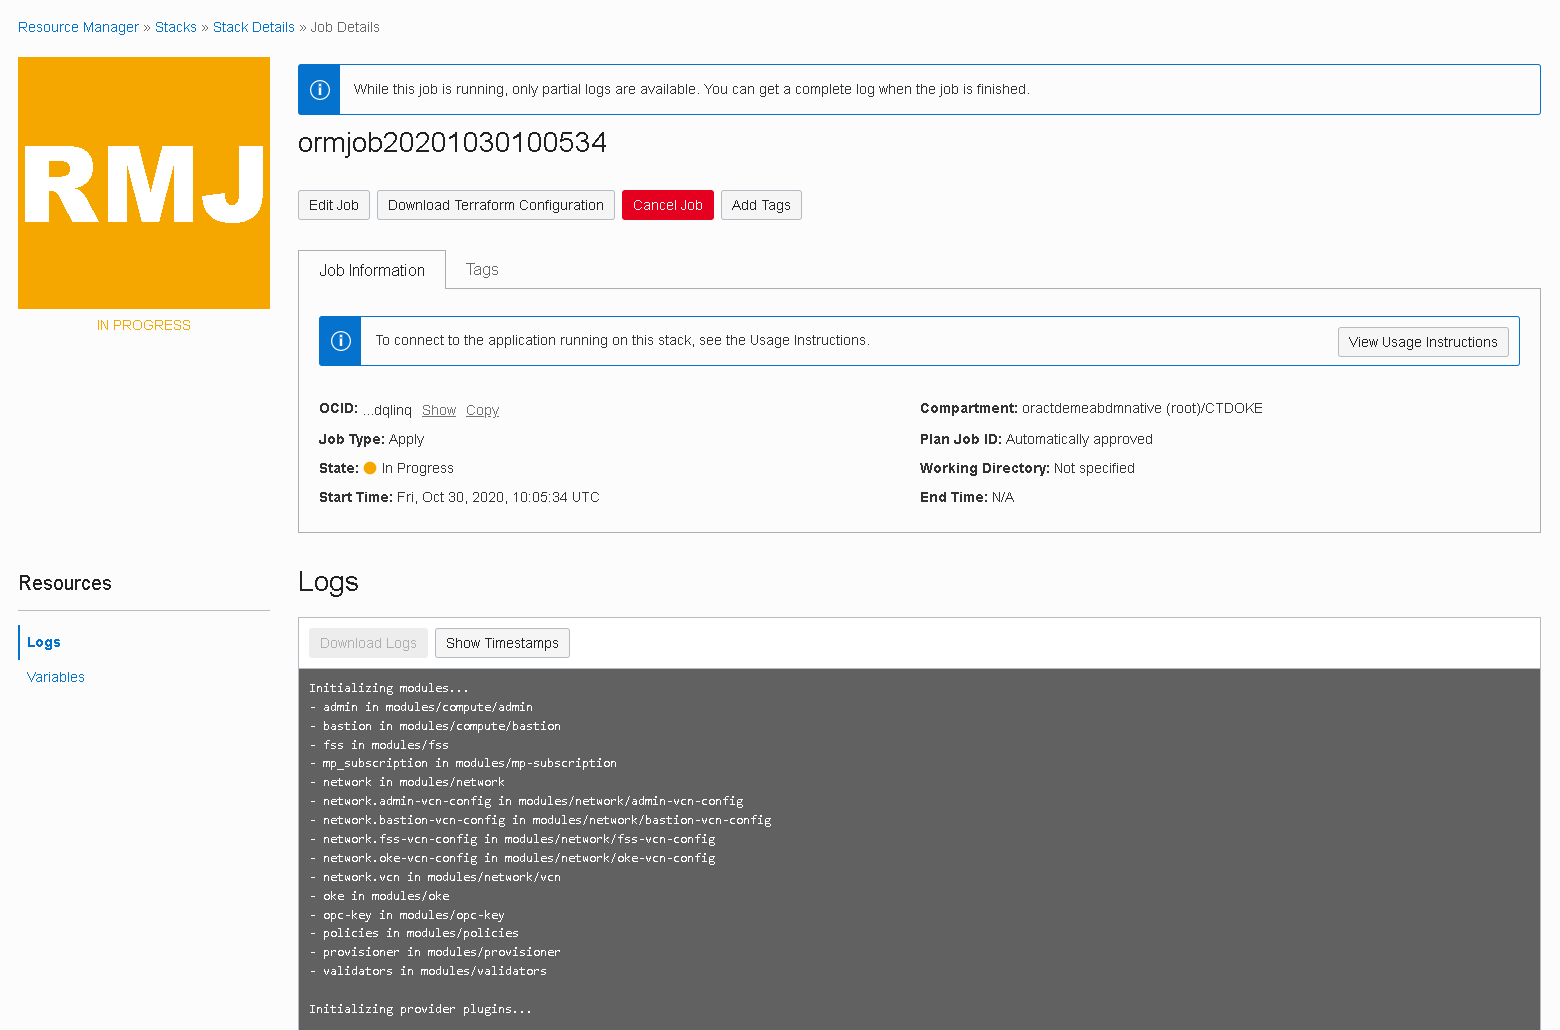 Resource Manager » Stacks » Stack Details » Job Details
RMJ
IN PROGRESS
While this job is running, only partial logs are available. You can get a complete log when the job is finished.
ormjob20201030100534
Edit Job Download Terraform Configuration Cancel Job Add Tags
Job Information Tags
To connect to the application running on this stack, see the Usage Instructions. View Usage Instructions
OCID: ...dqlinq Show Copy
Job Type: Apply
State: In Progress
Start Time: Fri, Oct 30, 2020, 10:05:34 UTC
Compartment: oractdemeabdmnative (root)/CTDOKE
Plan Job ID: Automatically approved
Working Directory: Not specified
End Time: N/A
Resources
Logs
Variables
Logs
Download Logs Show Timestamps
Initializing modules...
- admin in modules/compute/admin
- bastion in modules/compute/bastion
- fss in modules/fss
- mp_subscription in modules/mp-subscription
- network in modules/network
- network.admin-vcn-config in modules/network/admin-vcn-config
- network.bastion-vcn-config in modules/network/bastion-vcn-config
- network.fss-vcn-config in modules/network/fss-vcn-config
- network.oke-vcn-config in modules/network/oke-vcn-config
- network.vcn in modules/network/vcn
- oke in modules/oke
- opc-key in modules/opc-key
- policies in modules/policies
- provisioner in modules/provisioner
- validators in modules/validators
Initializing provider plugins...